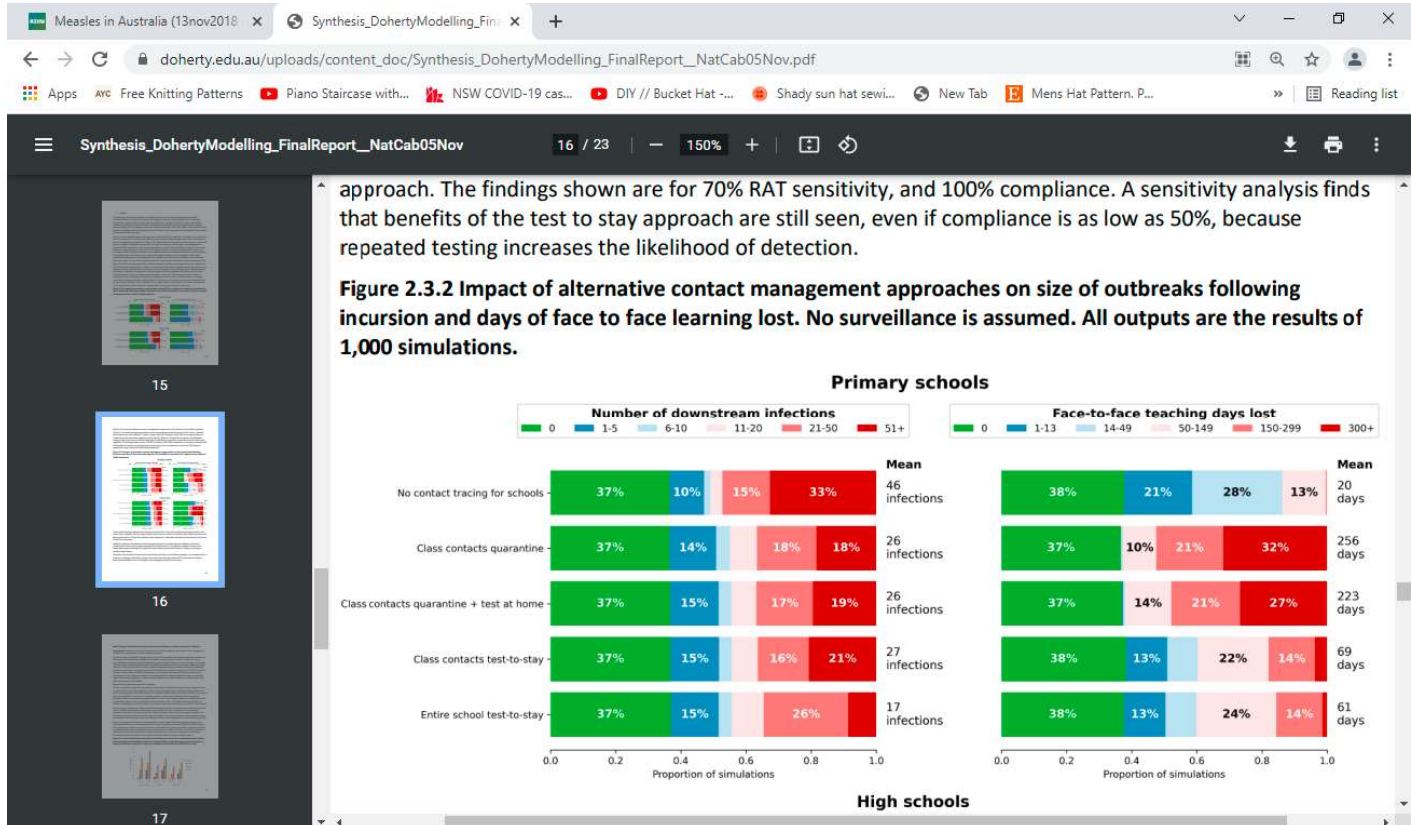 Measles in Australia (13nov2018
Synthesis_DohertyModelling_Fin
doherty.edu.au/uploads/content_doc/Synthesis_DohertyModelling_FinalReport__NatCab05Nov.pdf
Apps AYC Free Knitting Patterns Piano Staircase with... NSW COVID-19 cas... DIY // Bucket Hat -... Shady sun hat sewi... New Tab E Mens Hat Pattern. P... » Reading list
Synthesis_DohertyModelling_FinalReport__NatCab05Nov 16 / 23 150%
approach. The findings shown are for 70% RAT sensitivity, and 100% compliance. A sensitivity analysis finds
that benefits of the test to stay approach are still seen, even if compliance is as low as 50%, because
repeated testing increases the likelihood of detection.
Figure 2.3.2 Impact of alternative contact management approaches on size of outbreaks following
incursion and days of face to face learning lost. No surveillance is assumed. All outputs are the results of
1,000 simulations.
15
16
17
Primary schools
Number of downstream infections
0 1-5 6-10 11-20 21-50 51+
Face-to-face teaching days lost
0 1-13 14-49 50-149 150-299 300+
Mean
Mean
No contact tracing for schools 37% 10% 15% 33% 46 infections 38% 21% 28% 13% 20 days
Class contacts quarantine 37% 14% 18% 18% 26 infections 37% 10% 21% 32% 256 days
Class contacts quarantine + test at home 37% 15% 17% 19% 26 infections 37% 14% 21% 27% 223 days
Class contacts test-to-stay 37% 15% 16% 21% 27 infections 38% 13% 22% 14% 69 days
Entire school test-to-stay 37% 15% 26% 17 infections 38% 13% 24% 14% 61 days
0.0 0.2 0.4 0.6 0.8 1.0
Proportion of simulations
0.0 0.2 0.4 0.6 0.8 1.0
Proportion of simulations
High schools